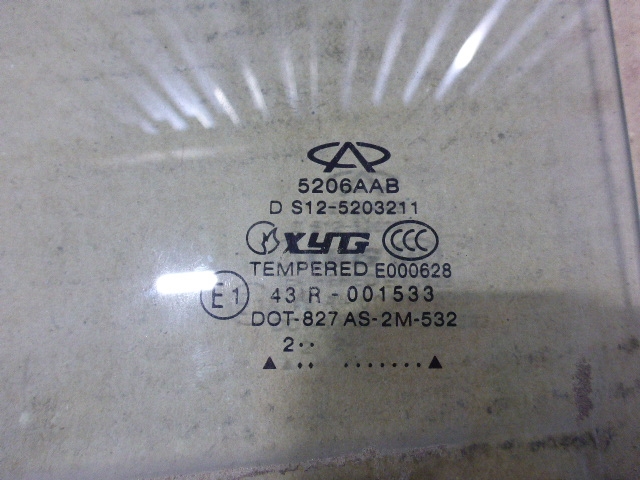 5206AAB
D S12-5203211
XYG CCC
TEMPERED E000628
E1 43 R - 001533
DOT-827 AS-2M-532
2··
▲ ·· ······· ▲